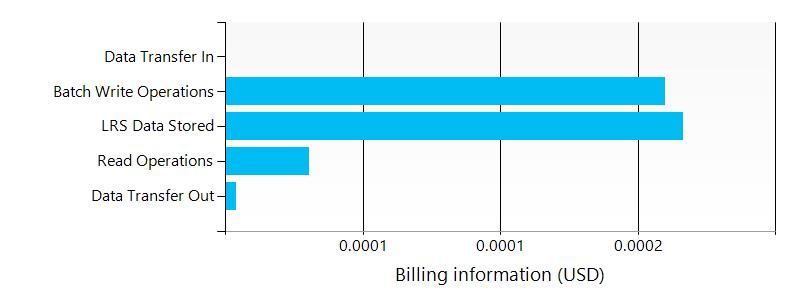 Data Transfer In
Batch Write Operations
LRS Data Stored
Read Operations
Data Transfer Out
0.0001 0.0001 0.0002
Billing information (USD)